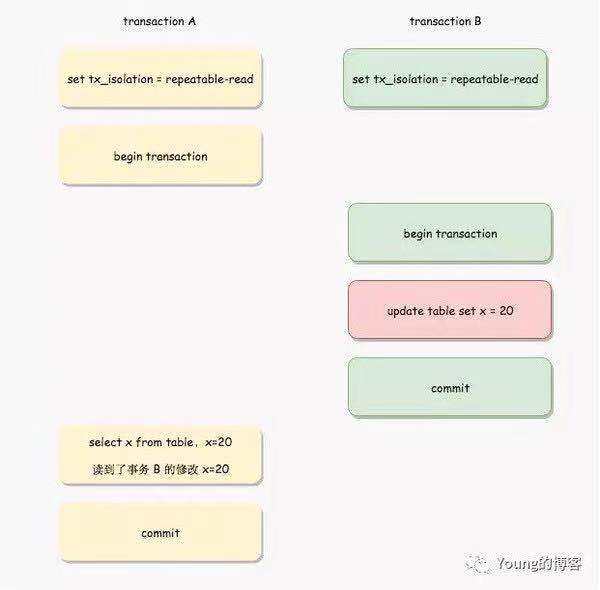 transaction A
transaction B
set tx_isolation = repeatable-read
set tx_isolation = repeatable-read
begin transaction
begin transaction
update table set x = 20
commit
select x from table, x=20
读到了事务 B 的修改 x=20
commit
Young的博客